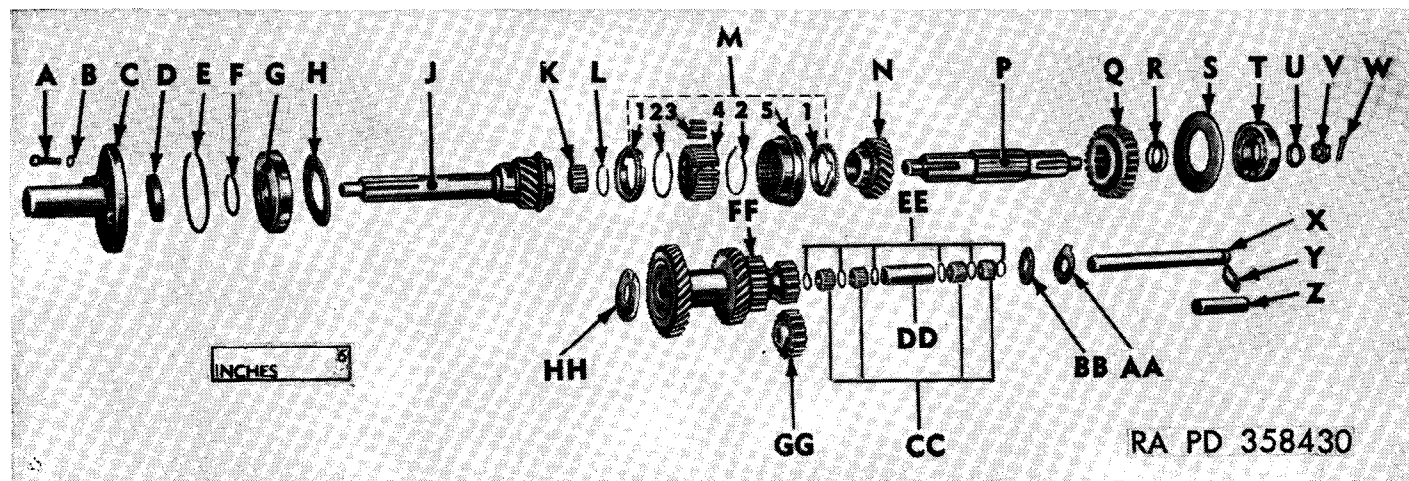 M
A B C D E F G H J K L N P Q R S T U V W
1 2 3 4 2 5 1
FF EE X
Y
Z
DD
HH BB AA
INCHES 6
GG CC RA PD 358430